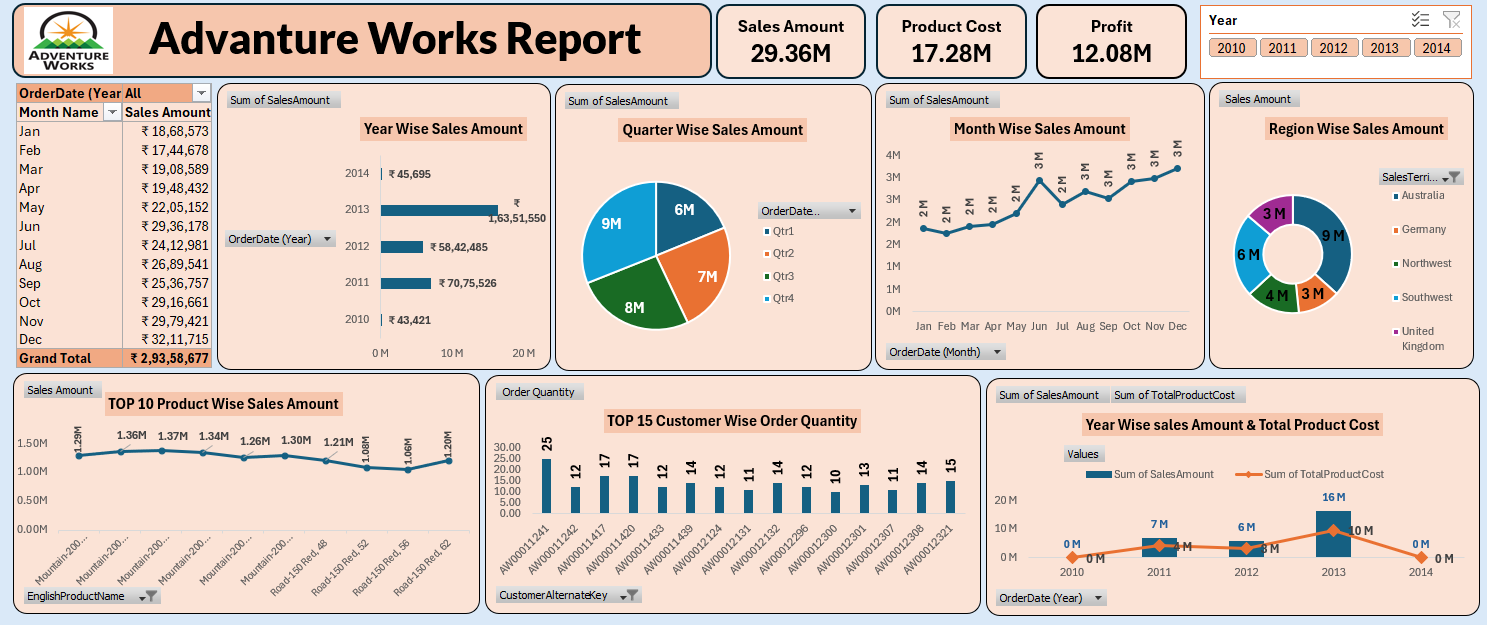 ADVENTURE
WORKS
Advanture Works Report
Sales Amount
29.36M
Product Cost
17.28M
Profit
12.08M
Year
2010 2011 2012 2013 2014
OrderDate (Year All
Month Name Sales Amount
Jan ₹ 18,68,573
Feb ₹ 17,44,678
Mar ₹ 19,08,589
Apr ₹ 19,48,432
May ₹ 22,05,152
Jun ₹ 29,36,178
Jul ₹ 24,12,981
Aug ₹ 26,89,541
Sep ₹ 25,36,757
Oct ₹ 29,16,661
Nov ₹ 29,79,421
Dec ₹ 32,11,715
Grand Total ₹ 2,93,58,677
Sum of SalesAmount
Year Wise Sales Amount
2014 ₹ 45,695
2013 ₹
1,63,51,550
OrderDate (Year)
2012 ₹ 58,42,485
2011 ₹ 70,75,526
2010 ₹ 43,421
0 M 10 M 20 M
Sum of SalesAmount
Quarter Wise Sales Amount
9M 6M
7M
8M
OrderDate...
Qtr1
Qtr2
Qtr3
Qtr4
Sum of SalesAmount
Month Wise Sales Amount
4M
3M
3M
2M
2M
1M
1M
0M
2 M 2 M 2 M 2 M 2 M 3 M 2 M 3 M 3 M 3 M 3 M 3 M
Jan Feb Mar Apr May Jun Jul Aug Sep Oct Nov Dec
OrderDate (Month)
Sales Amount
Region Wise Sales Amount
3 M
9 M
6 M
4 M 3 M
SalesTerri...
Australia
Germany
Northwest
Southwest
United
Kingdom
Sales Amount
TOP 10 Product Wise Sales Amount
1.50M
1.00M
0.50M
0.00M
1.29M 1.36M 1.37M 1.34M 1.26M 1.30M 1.21M 1.08M 1.06M 1.20M
Mountain-200... Mountain-200... Mountain-200... Mountain-200... Mountain-200... Mountain-200... Road-150 Red, 48 Road-150 Red, 52 Road-150 Red, 56 Road-150 Red, 62
EnglishProductName
Order Quantity
TOP 15 Customer Wise Order Quantity
30.00
25.00
20.00
15.00
10.00
5.00
0.00
25 12 17 17 12 14 12 11 14 12 10 13 11 14 15
AW00011241 AW00011242 AW00011417 AW00011420 AW00011433 AW00011439 AW00012124 AW00012131 AW00012132 AW00012296 AW00012300 AW00012301 AW00012307 AW00012308 AW00012321
CustomerAlternateKey
Sum of SalesAmount Sum of TotalProductCost
Year Wise sales Amount & Total Product Cost
Values
Sum of SalesAmount Sum of TotalProductCost
20 M
10 M
0 M
0 M 7 M 6 M 16 M 0 M
0 M 4 M 3 M 10 M 0 M
2010 2011 2012 2013 2014
OrderDate (Year)